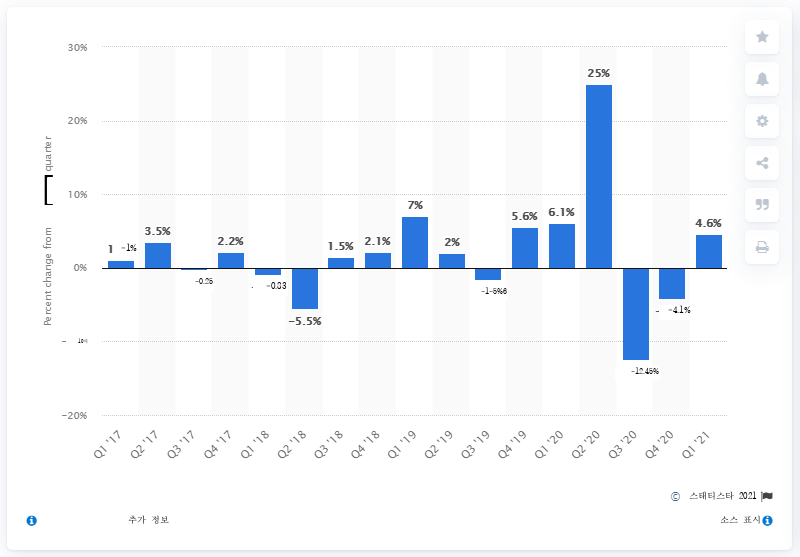 30%
20%
10%
0%
-20%
Percent change from
quarter
1 -1%
3.5%
2.2%
-5.5%
1.5%
2.1%
7%
2%
5.6%
6.1%
25%
-4.1%
4.6%
Q1 '17
Q2 '17
Q3 '17
Q4 '17
Q1 '18
Q2 '18
Q3 '18
Q4 '18
Q1 '19
Q2 '19
Q3 '19
Q4 '19
Q1 '20
Q2 '20
Q3 '20
Q4 '20
Q1 '21
© 스태티스타 2021
추가 정보
소스 표시